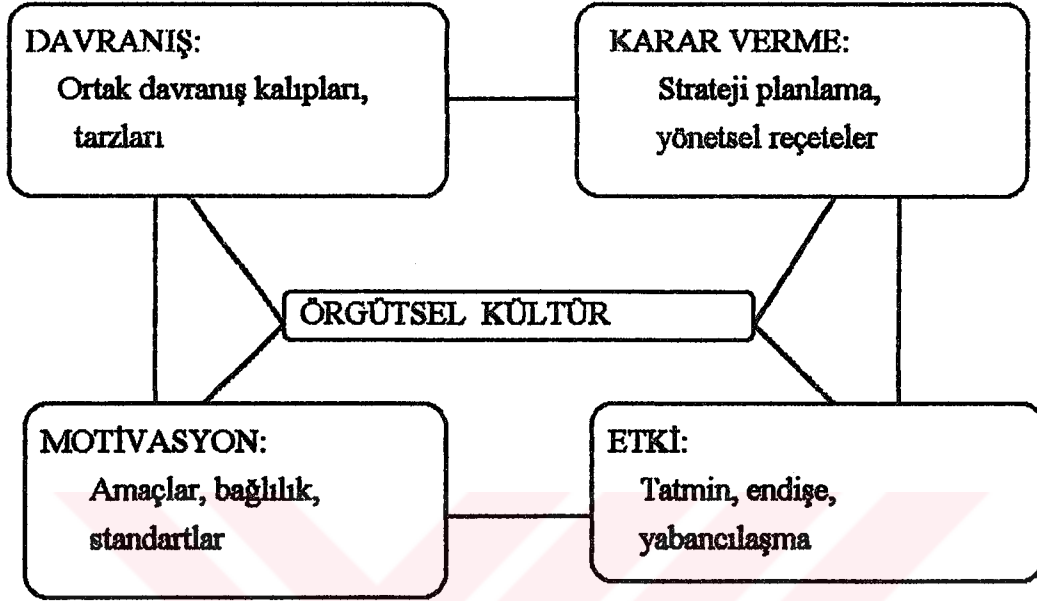 DAVRANIŞ:
Ortak davranış kalıpları,
tarzları
KARAR VERME:
Strateji planlama,
yönetsel reçeteler
ÖRGÜTSEL KÜLTÜR
MOTİVASYON:
Amaçlar, bağlılık,
standartlar
ETKİ:
Tatmin, endişe,
yabancılaşma